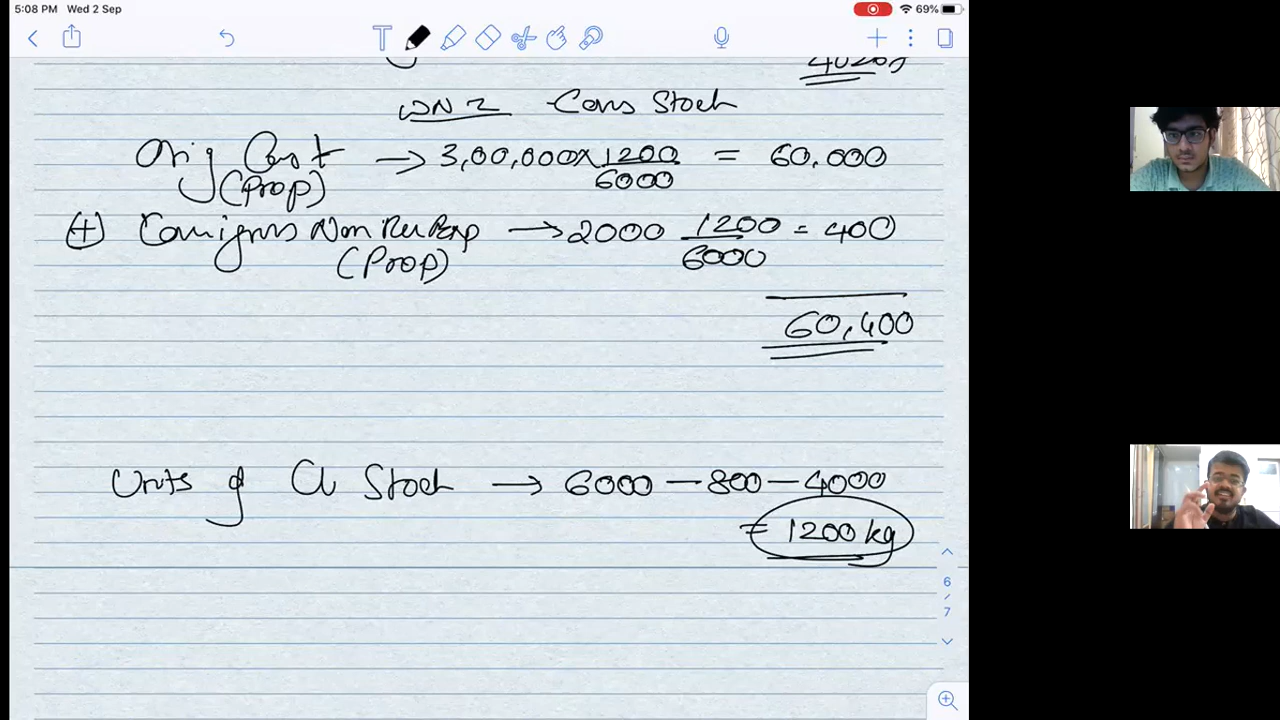 5:08 PM Wed 2 Sep 69%
WN 2 Cons Stock
Orig Cost → 3,00,000 x 1200 = 60,000
(Prop) 6000
(+) Consignors Non Rec Exp → 2000 1200 = 400
(Prop) 6000
60,400
Units of Cl Stock → 6000 - 800 - 4000
= 1200 kg
6
/
7